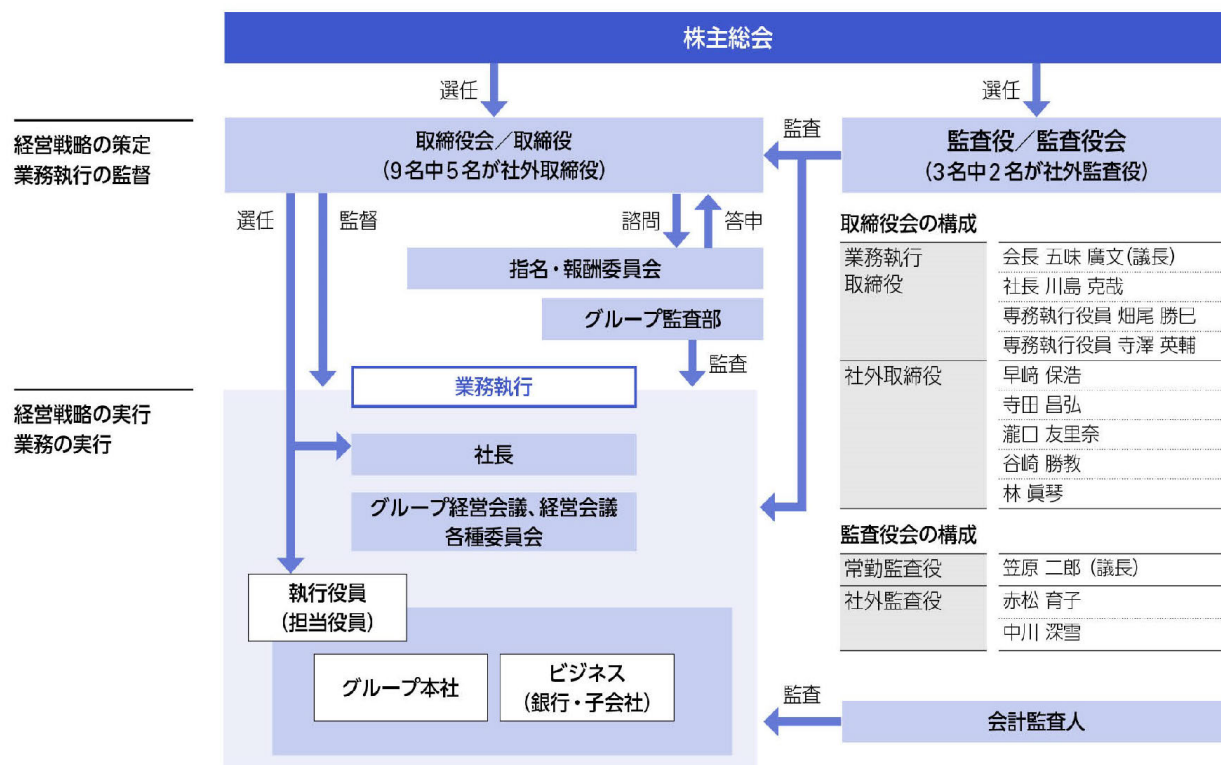 株主総会
選任
選任
経営戦略の策定
業務執行の監督
取締役会／取締役
(9名中5名が社外取締役)
監査
監査役／監査役会
(3名中2名が社外監査役)
選任
監督
諮問
答申
指名・報酬委員会
グループ監査部
監査
経営戦略の実行
業務の実行
業務執行
社長
グループ経営会議、経営会議
各種委員会
執行役員
(担当役員)
グループ本社
ビジネス
(銀行・子会社)
取締役会の構成
業務執行
取締役
会長 五味 廣文(議長)
社長 川島 克哉
専務執行役員 畑尾 勝巳
専務執行役員 寺澤 英輔
社外取締役
早﨑 保浩
寺田 昌弘
瀧口 友里奈
谷崎 勝教
林 眞琴
監査役会の構成
常勤監査役
笠原 二郎 (議長)
社外監査役
赤松 育子
中川 深雪
監査
会計監査人